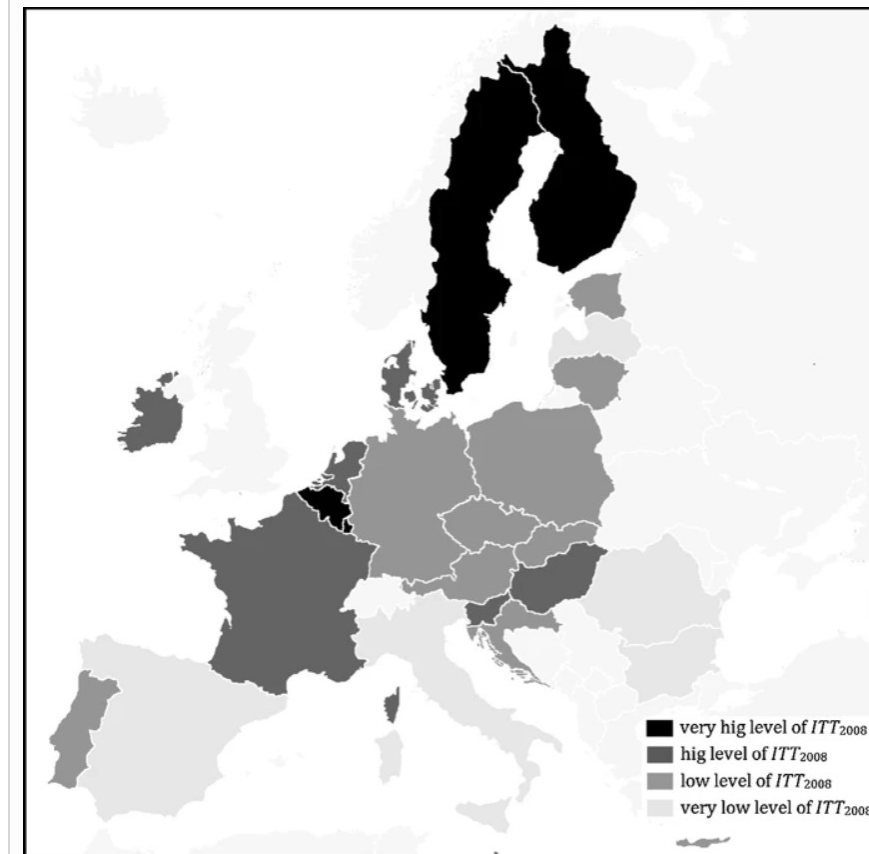 very hig level of ITT2008
hig level of ITT2008
low level of ITT2008
very low level of ITT2008